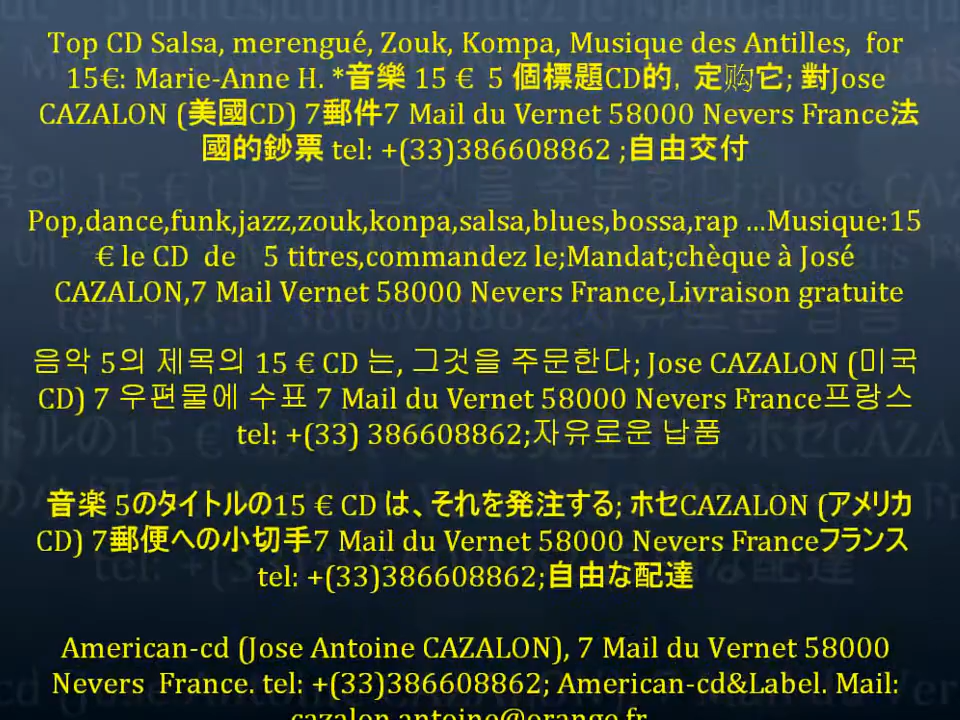 Top CD Salsa, merengué, Zouk, Kompa, Musique des Antilles, for
15€: Marie-Anne H. *音樂 15 € 5 個標題CD的，定购它; 對Jose
CAZALON (美國CD) 7郵件7 Mail du Vernet 58000 Nevers France法
國的鈔票 tel: +(33)386608862 ;自由交付
Pop,dance,funk,jazz,zouk,konpa,salsa,blues,bossa,rap ...Musique:15
€ le CD de 5 titres,commandez le;Mandat;chèque à José
CAZALON,7 Mail Vernet 58000 Nevers France,Livraison gratuite
음악 5의 제목의 15 € CD 는, 그것을 주문한다; Jose CAZALON (미국
CD) 7 우편물에 수표 7 Mail du Vernet 58000 Nevers France프랑스
tel: +(33) 386608862;자유로운 납품
音楽 5のタイトルの15 € CD は、それを発注する; ホセCAZALON (アメリカ
CD) 7郵便への小切手7 Mail du Vernet 58000 Nevers Franceフランス
tel: +(33)386608862;自由な配達
American-cd (Jose Antoine CAZALON), 7 Mail du Vernet 58000
Nevers France. tel: +(33)386608862; American-cd&Label. Mail:
cazalon.antoine@orange.fr